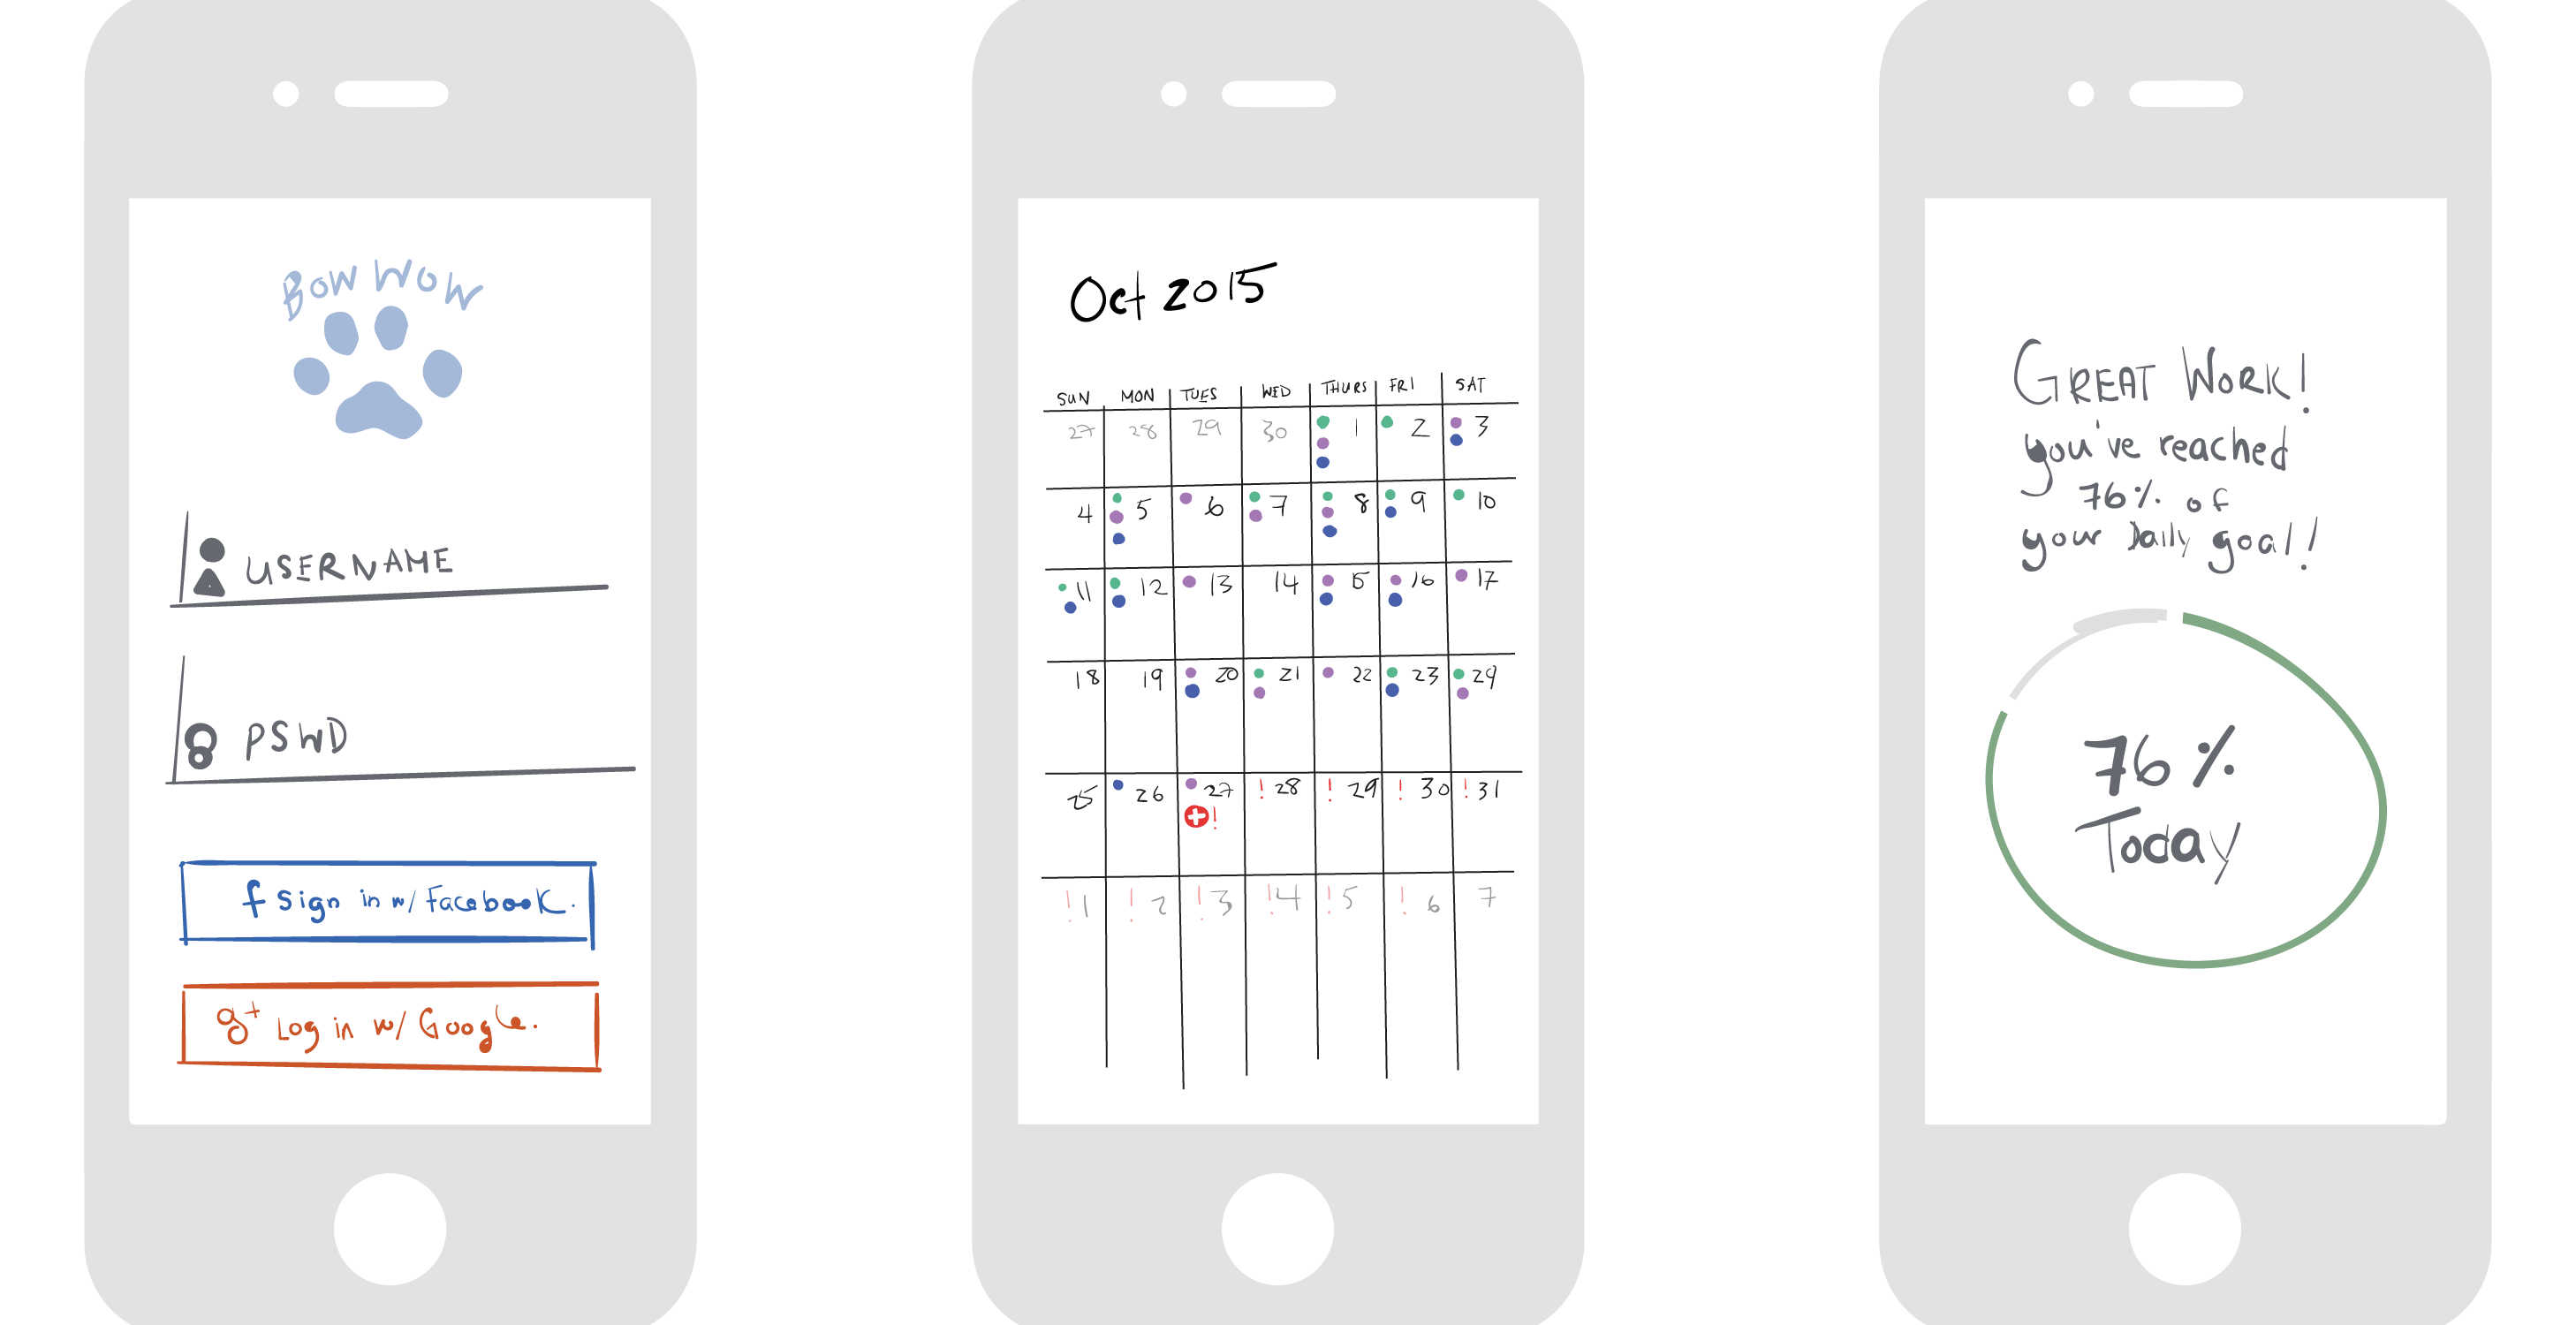 BOW WOW
USERNAME
PSWD
f Sign in w/ Facebook.
g+ Log in w/ Google.
Oct 2015
SUN MON TUES WED THURS FRI SAT
27 28 29 30 1 2 3
4 5 6 7 8 9 10
11 12 13 14 15 16 17
18 19 20 21 22 23 24
25 26 27 ! 28 ! 29 ! 30 ! 31
!
! 1 ! 2 ! 3 ! 4 ! 5 ! 6 7
GREAT WORK!
you've reached
76% of
your Daily goal!
76%
Today